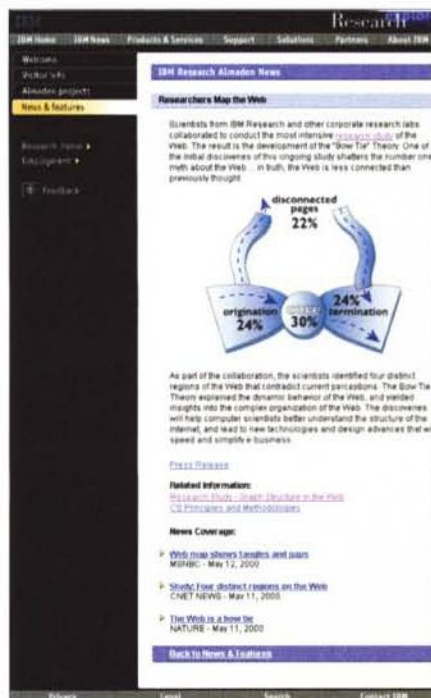 IBM
Research
IBM Home IBM News Products & Services Support Solutions Partners About IBM
Welcome
Visitor info
Almaden projects
News & features
Research home
Employment
Feedback
IBM Research Almaden News
Researchers Map the Web
Scientists from IBM Research and other corporate research labs
collaborated to conduct the most intensive research study of the
Web. The result is the development of the "Bow Tie" Theory. One of
the initial discoveries of this ongoing study shatters the number one
myth about the Web ... in truth, the Web is less connected than
previously thought.
disconnected
pages
22%
origination
24%
30%
24%
termination
As part of the collaboration, the scientists identified four distinct
regions of the Web that contradict current perceptions. The Bow Tie
Theory explained the dynamic behavior of the Web, and yielded
insights into the complex organization of the Web. The discoveries
will help computer scientists better understand the structure of the
Internet, and lead to new technologies and design advances that wi
speed and simplify e-business.
Press Release
Related Information:
Research Study - Graph Structure in the Web
CS Principles and Methodologies
News Coverage:
Web map shows tangles and gaps
MSNBC - May 12, 2000
Study: Four distinct regions on the Web
CNET NEWS - May 11, 2000
The Web is a bow tie
NATURE - May 11, 2000
Back to News & Features
Privacy Legal Search Contact IBM